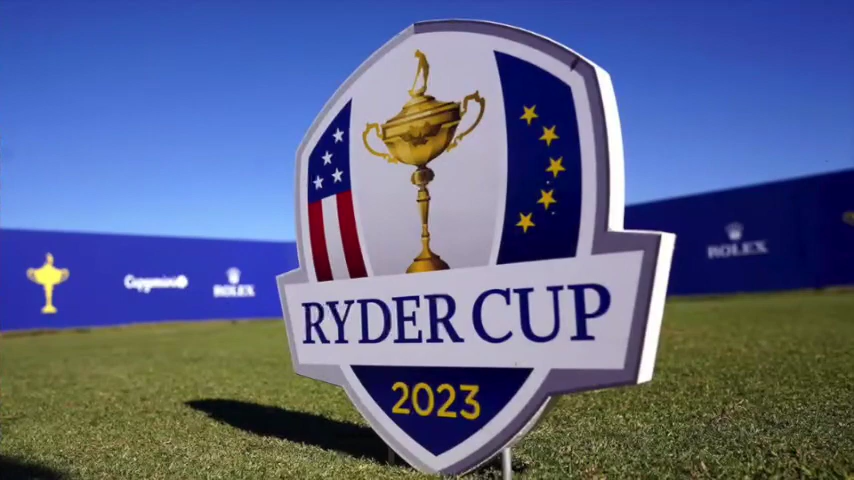 RYDER CUP
2023
Capgemini
ROLEX
ROLEX